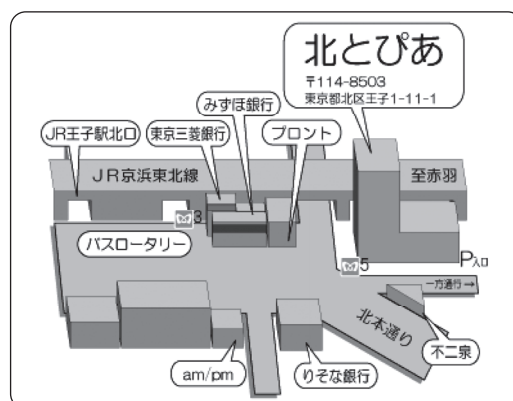 北とぴあ
〒114-8503
東京都北区王子1-11-1
みずほ銀行
JR王子駅北口
東京三菱銀行
プロント
JR京浜東北線
至赤羽
3
バスロータリー
5
P入口
一方通行→
北本通り
不二泉
am/pm
りそな銀行